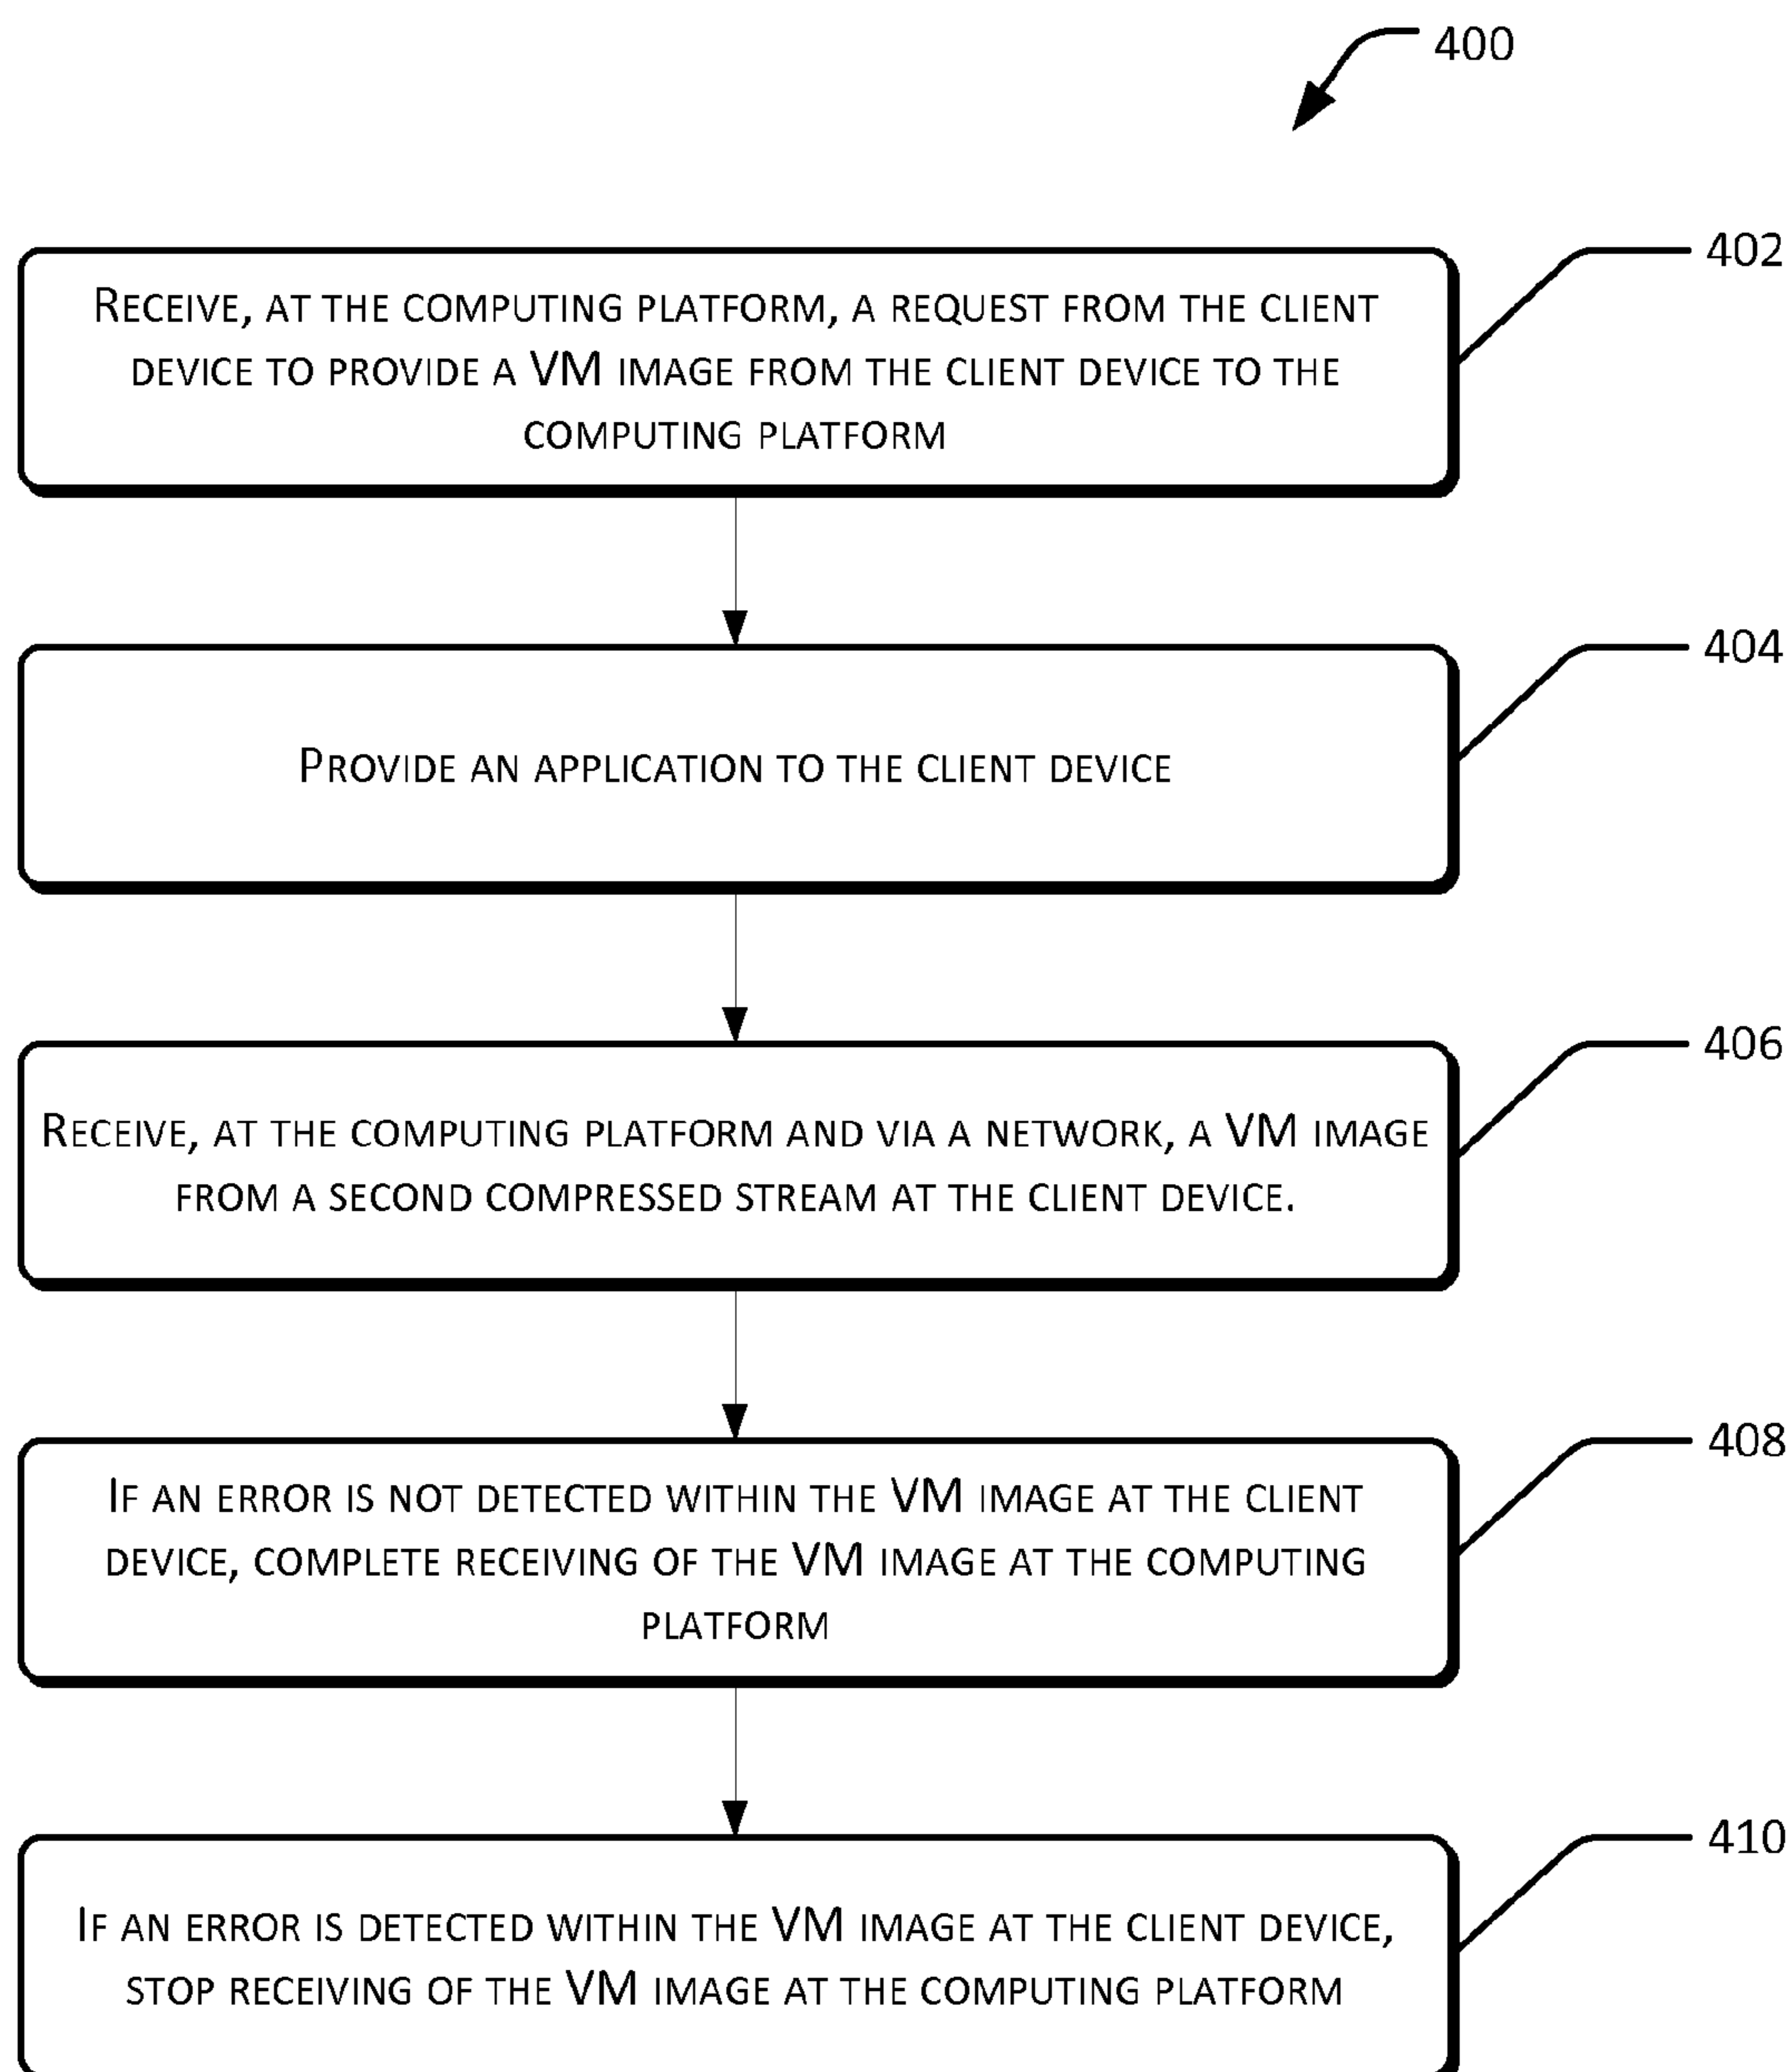 400
402
RECEIVE, AT THE COMPUTING PLATFORM, A REQUEST FROM THE CLIENT
DEVICE TO PROVIDE A VM IMAGE FROM THE CLIENT DEVICE TO THE
COMPUTING PLATFORM
404
PROVIDE AN APPLICATION TO THE CLIENT DEVICE
406
RECEIVE, AT THE COMPUTING PLATFORM AND VIA A NETWORK, A VM IMAGE
FROM A SECOND COMPRESSED STREAM AT THE CLIENT DEVICE.
408
IF AN ERROR IS NOT DETECTED WITHIN THE VM IMAGE AT THE CLIENT
DEVICE, COMPLETE RECEIVING OF THE VM IMAGE AT THE COMPUTING
PLATFORM
410
IF AN ERROR IS DETECTED WITHIN THE VM IMAGE AT THE CLIENT DEVICE,
STOP RECEIVING OF THE VM IMAGE AT THE COMPUTING PLATFORM